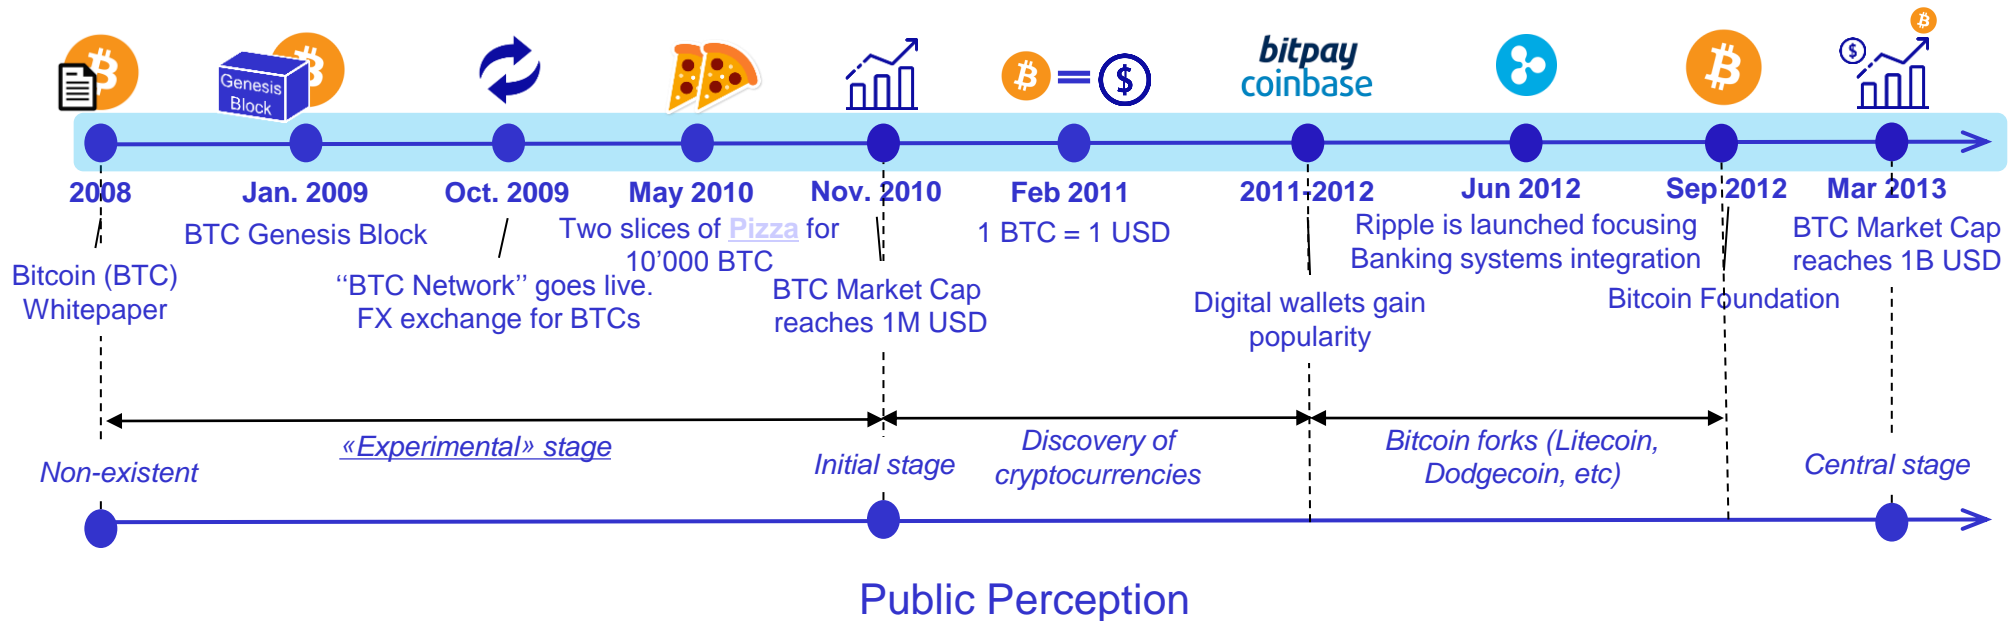 Genesis
Block
bitpay
coinbase
2008
Jan. 2009
Oct. 2009
May 2010
Nov. 2010
Feb 2011
2011-2012
Jun 2012
Sep 2012
Mar 2013
Bitcoin (BTC)
Whitepaper
BTC Genesis Block
‘‘BTC Network’’ goes live.
FX exchange for BTCs
Two slices of Pizza for
10’000 BTC
BTC Market Cap
reaches 1M USD
1 BTC = 1 USD
Digital wallets gain
popularity
Ripple is launched focusing
Banking systems integration
Bitcoin Foundation
BTC Market Cap
reaches 1B USD
Non-existent
«Experimental» stage
Initial stage
Discovery of
cryptocurrencies
Bitcoin forks (Litecoin,
Dodgecoin, etc)
Central stage
Public Perception